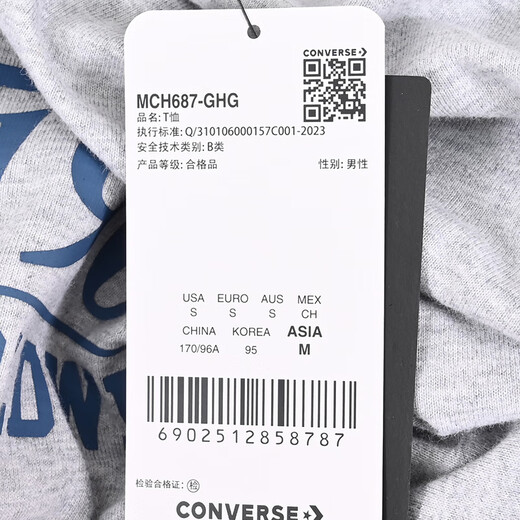 CONVERSE
MCH687-GHG
品名: T恤
执行标准: Q/310106000157C001-2023
安全技术类别: B类
产品等级: 合格品 性别: 男性
USA EURO AUS MEX
S S S CH
CHINA KOREA ASIA
170/96A 95 M
6902512858787
检验合格证: 检
CONVERSE